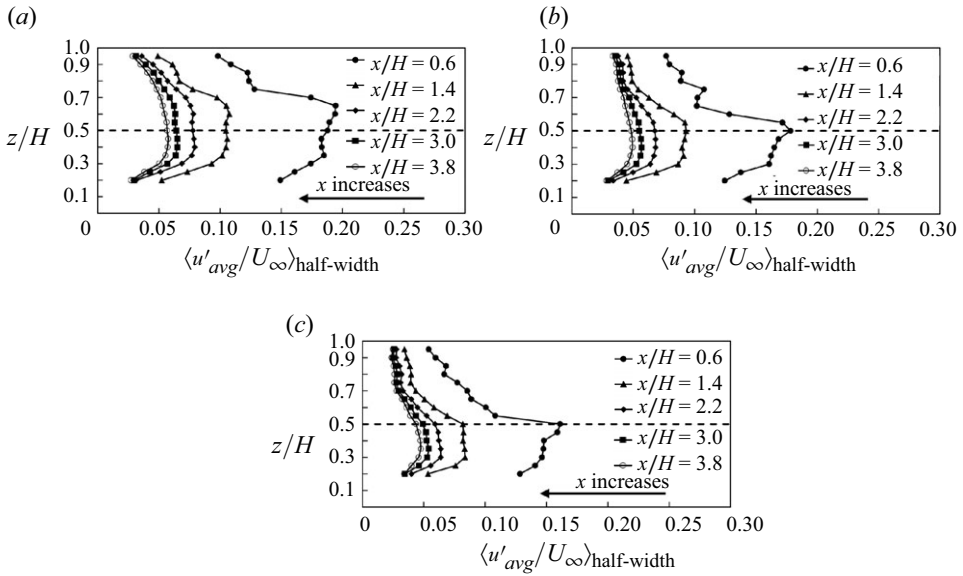 (a)
1.0
0.9
0.7
z/H
0.5
0.3
0.1
x/H = 0.6
x/H = 1.4
x/H = 2.2
x/H = 3.0
x/H = 3.8
x increases
0 0.05 0.10 0.15 0.20 0.25 0.30
⟨u′avg/U∞⟩half-width
(b)
1.0
0.9
0.7
z/H
0.5
0.3
0.1
x/H = 0.6
x/H = 1.4
x/H = 2.2
x/H = 3.0
x/H = 3.8
x increases
0 0.05 0.10 0.15 0.20 0.25 0.30
⟨u′avg/U∞⟩half-width
(c)
1.0
0.9
0.7
0.5
z/H
0.3
0.1
x/H = 0.6
x/H = 1.4
x/H = 2.2
x/H = 3.0
x/H = 3.8
x increases
0 0.05 0.10 0.15 0.20 0.25 0.30
⟨u′avg/U∞⟩half-width